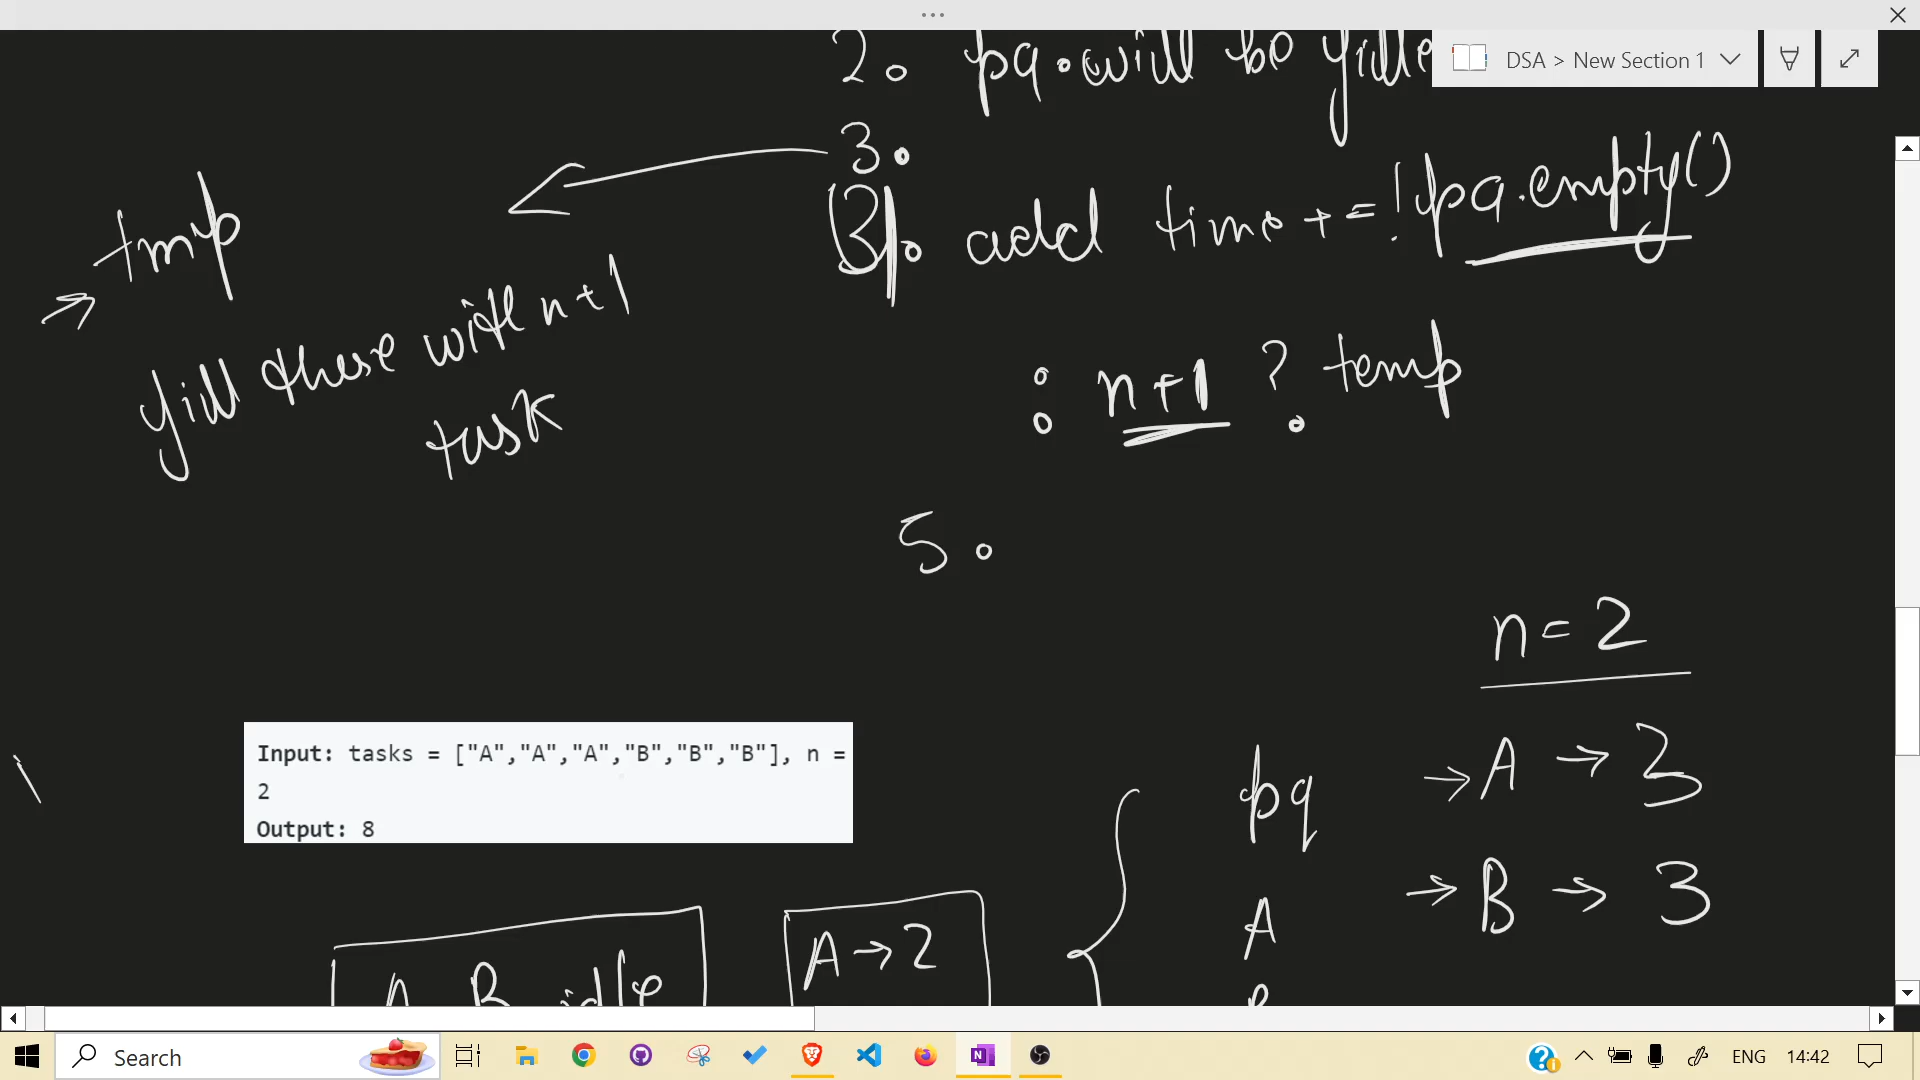 DSA > New Section 1
2. pq. will be
3.
(3). add time += !pq.empty()
tmp
fill these with n+1
task
: n+1 ? temp
5.
n = 2
Input: tasks = ["A","A","A","B","B","B"], n =
2
Output: 8
pq
→ A → 3
→ B → 3
A
B
A → 2
A B idle
Search
ENG
14:42